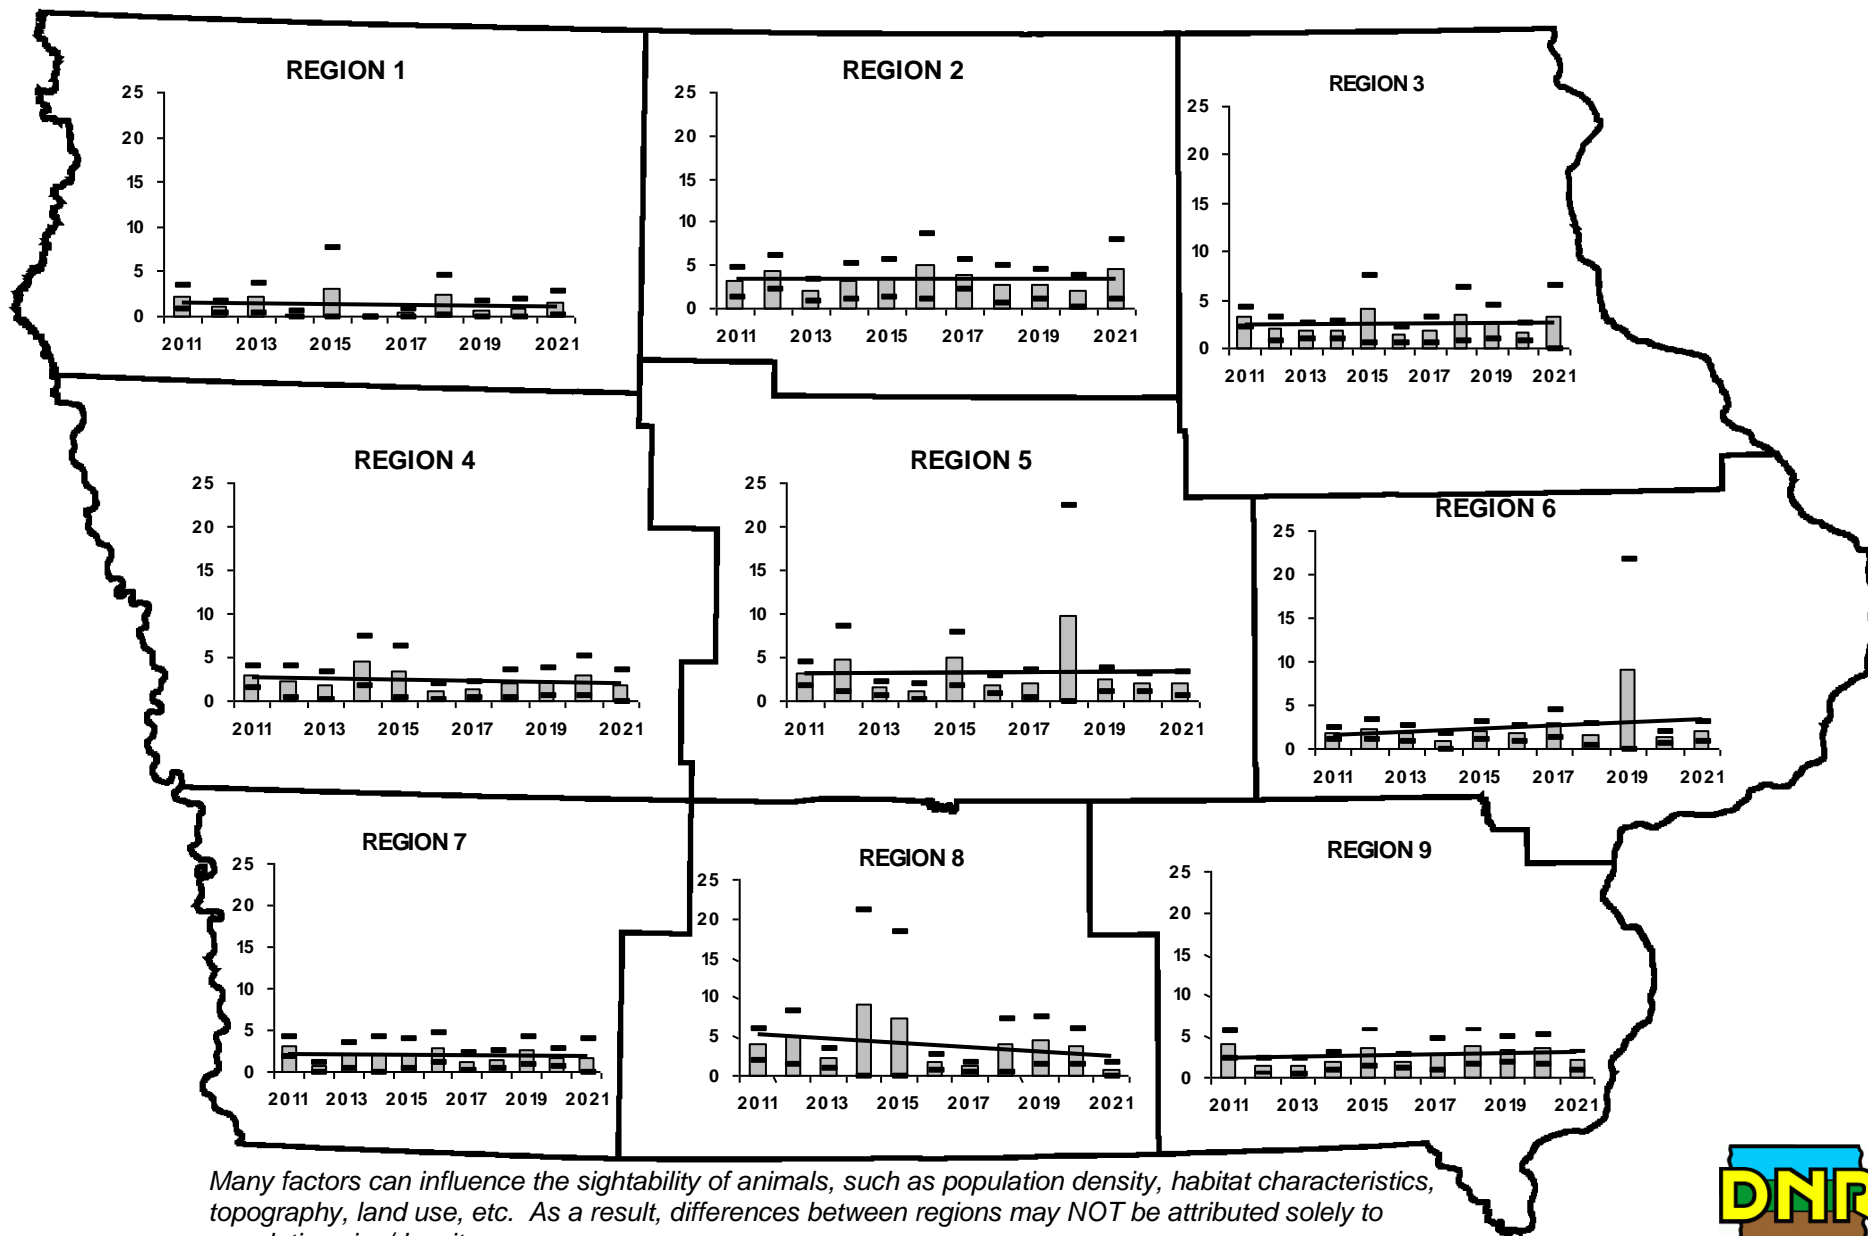 REGION 1
25
20
15
10
5
0
2011 2013 2015 2017 2019 2021
REGION 2
25
20
15
10
5
0
2011 2013 2015 2017 2019 2021
REGION 3
25
20
15
10
5
0
2011 2013 2015 2017 2019 2021
REGION 4
25
20
15
10
5
0
2011 2013 2015 2017 2019 2021
REGION 5
25
20
15
10
5
0
2011 2013 2015 2017 2019 2021
REGION 6
25
20
15
10
5
0
2011 2013 2015 2017 2019 2021
REGION 7
25
20
15
10
5
0
2011 2013 2015 2017 2019 2021
REGION 8
25
20
15
10
5
0
2011 2013 2015 2017 2019 2021
REGION 9
25
20
15
10
5
0
2011 2013 2015 2017 2019 2021
Many factors can influence the sightability of animals, such as population density, habitat characteristics,
topography, land use, etc. As a result, differences between regions may NOT be attributed solely to
DNR